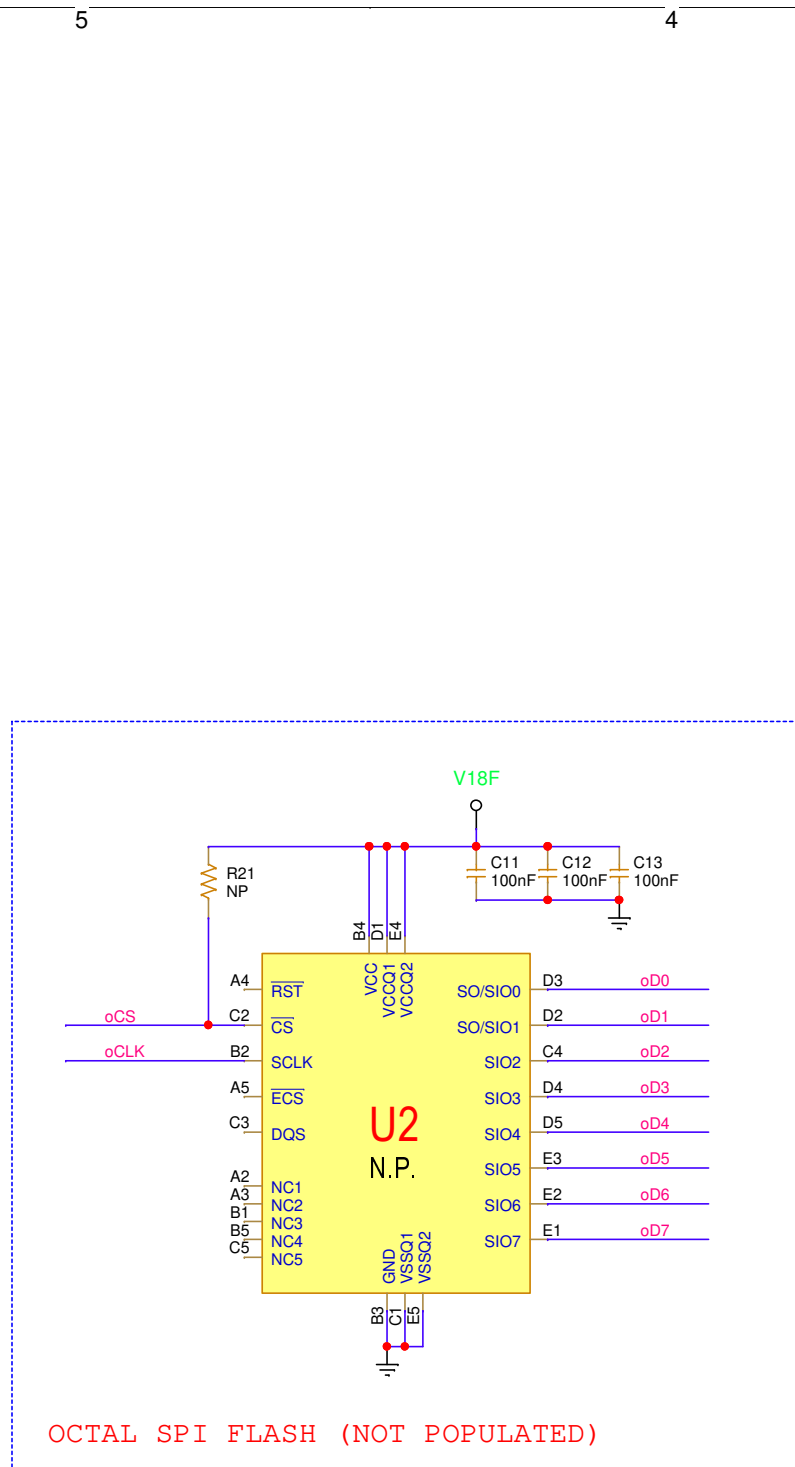 5 4
V18F
R21
NP
C11
100nF
C12
100nF
C13
100nF
B4 D1 E4
VCC VCCQ1 VCCQ2
oCS
oCLK
A4 RST
C2 CS
B2 SCLK
A5 ECS
C3 DQS
A2 NC1
A3 NC2
B1 NC3
B5 NC4
C5 NC5
U2
N.P.
SO/SIO0 D3 oD0
SO/SIO1 D2 oD1
SIO2 C4 oD2
SIO3 D4 oD3
SIO4 D5 oD4
SIO5 E3 oD5
SIO6 E2 oD6
SIO7 E1 oD7
GND VSSQ1 VSSQ2
B3 C1 E5
OCTAL SPI FLASH (NOT POPULATED)